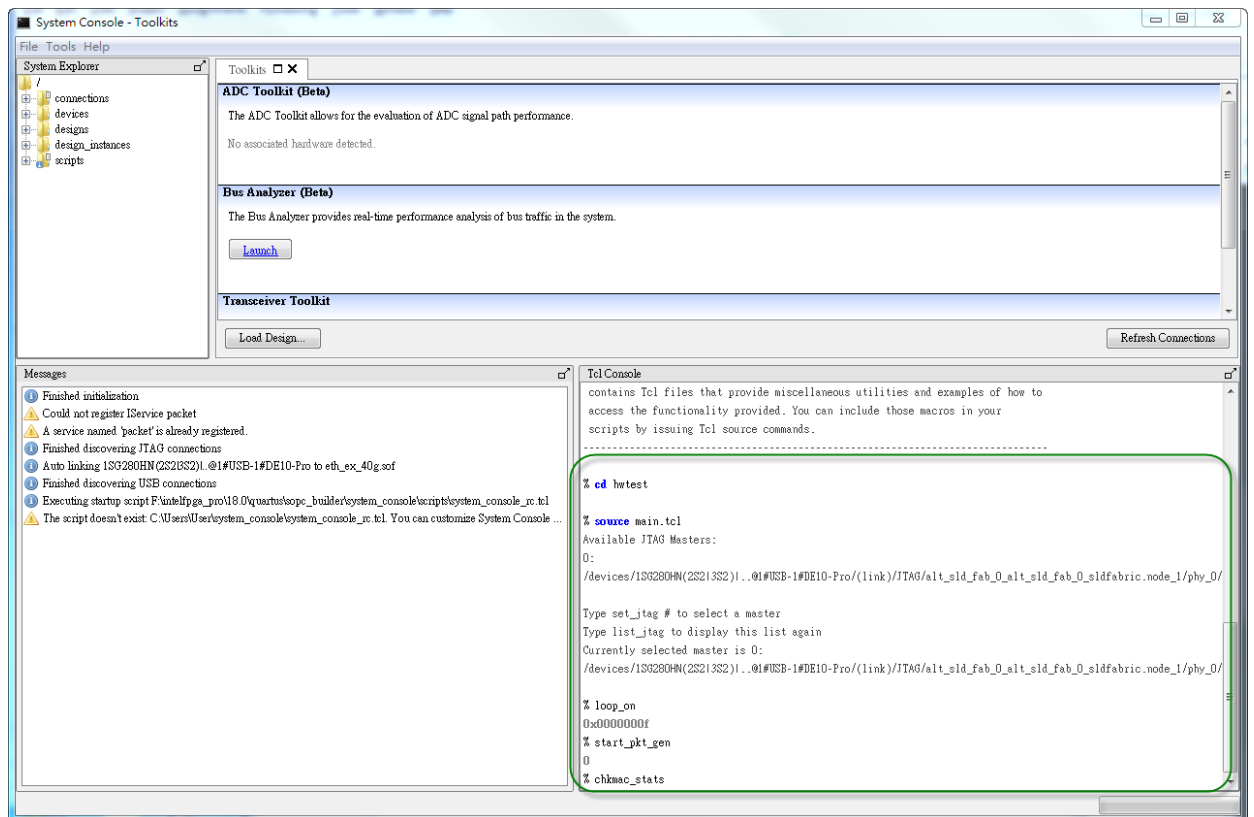 System Console - Toolkits
File Tools Help
System Explorer
/
connections
devices
designs
design_instances
scripts
Toolkits
ADC Toolkit (Beta)
The ADC Toolkit allows for the evaluation of ADC signal path performance.
No associated hardware detected.
Bus Analyzer (Beta)
The Bus Analyzer provides real-time performance analysis of bus traffic in the system.
Launch
Transceiver Toolkit
Load Design...
Refresh Connections
Messages
Finished initialization
Could not register IService packet
A service named 'packet' is already registered.
Finished discovering JTAG connections
Auto linking 1SG280HN(2S2|3S2)|..@1#USB-1#DE10-Pro to eth_ex_40g.sof
Finished discovering USB connections
Executing startup script F:\intelfpga_pro\18.0\quartus\sopc_builder\system_console\scripts\system_console_rc.tcl
The script doesn't exist: C:\Users\User\system_console\system_console_rc.tcl. You can customize System Console ...
Tcl Console
contains Tcl files that provide miscellaneous utilities and examples of how to
access the functionality provided. You can include those macros in your
scripts by issuing Tcl source commands.
-----------------------------------------------------------------------------
% cd hwtest
% source main.tcl
Available JTAG Masters:
0:
/devices/1SG280HN(2S2|3S2)|..@1#USB-1#DE10-Pro/(link)/JTAG/alt_sld_fab_0_alt_sld_fab_0_sldfabric.node_1/phy_0/
Type set_jtag # to select a master
Type list_jtag to display this list again
Currently selected master is 0:
/devices/1SG280HN(2S2|3S2)|..@1#USB-1#DE10-Pro/(link)/JTAG/alt_sld_fab_0_alt_sld_fab_0_sldfabric.node_1/phy_0/
% loop_on
0x0000000f
% start_pkt_gen
0
% chkmac_stats